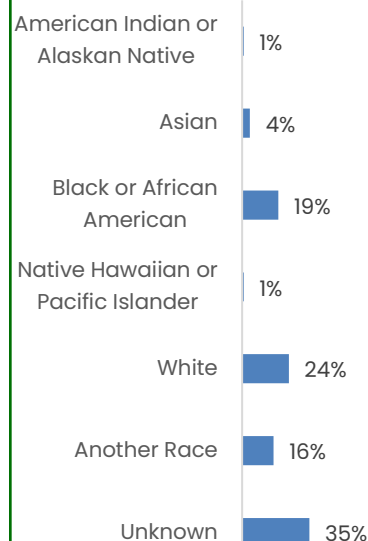 American Indian or
Alaskan Native
1%
Asian
4%
Black or African
American
19%
Native Hawaiian or
Pacific Islander
1%
White
24%
Another Race
16%
Unknown
35%